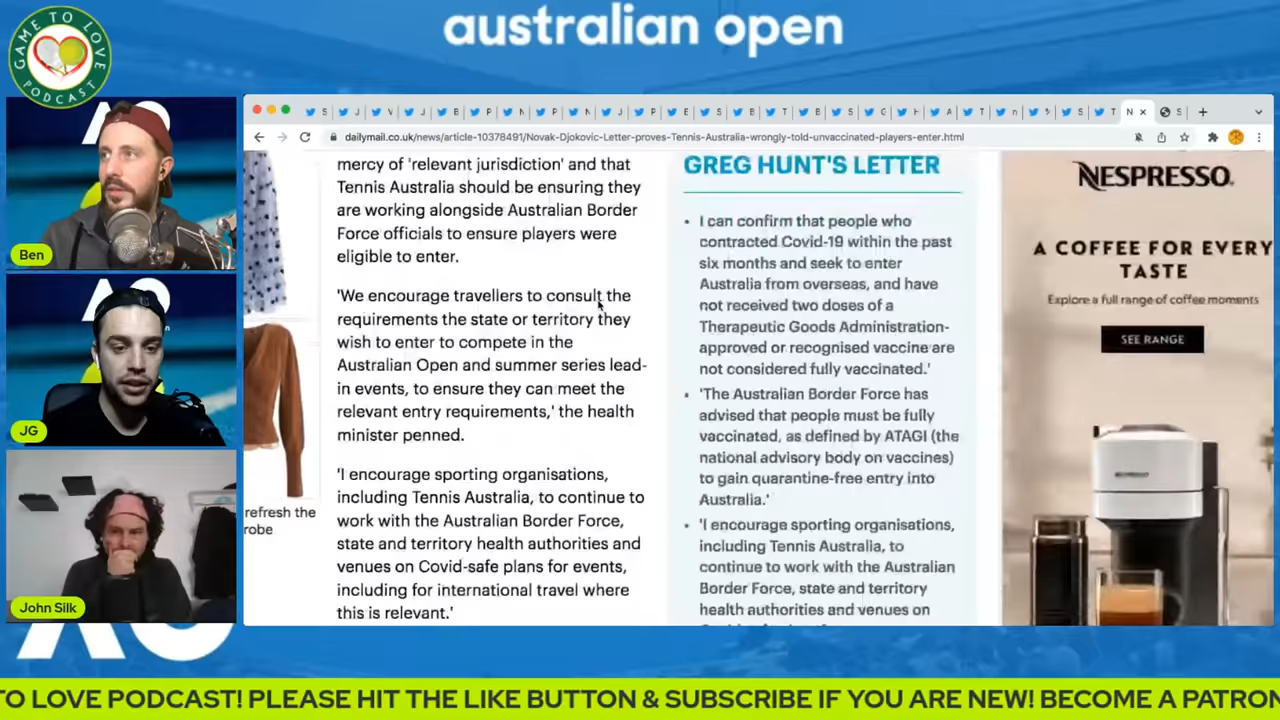 australian open
GAME TO LOVE
PODCAST
Ben
JG
John Silk
dailymail.co.uk/news/article-10378491/Novak-Djokovic-Letter-proves-Tennis-Australia-wrongly-told-unvaccinated-players-enter.html
refresh the
robe
mercy of 'relevant jurisdiction' and that
Tennis Australia should be ensuring they
are working alongside Australian Border
Force officials to ensure players were
eligible to enter.
'We encourage travellers to consult the
requirements the state or territory they
wish to enter to compete in the
Australian Open and summer series lead-
in events, to ensure they can meet the
relevant entry requirements,' the health
minister penned.
'I encourage sporting organisations,
including Tennis Australia, to continue to
work with the Australian Border Force,
state and territory health authorities and
venues on Covid-safe plans for events,
including for international travel where
this is relevant.'
GREG HUNT'S LETTER
• I can confirm that people who
contracted Covid-19 within the past
six months and seek to enter
Australia from overseas, and have
not received two doses of a
Therapeutic Goods Administration-
approved or recognised vaccine are
not considered fully vaccinated.'
• 'The Australian Border Force has
advised that people must be fully
vaccinated, as defined by ATAGI (the
national advisory body on vaccines)
to gain quarantine-free entry into
Australia.'
• 'I encourage sporting organisations,
including Tennis Australia, to
continue to work with the Australian
Border Force, state and territory
health authorities and venues on
NESPRESSO.
A COFFEE FOR EVERY
TASTE
Explore a full range of coffee moments
SEE RANGE
TO LOVE PODCAST! PLEASE HIT THE LIKE BUTTON & SUBSCRIBE IF YOU ARE NEW! BECOME A PATRON